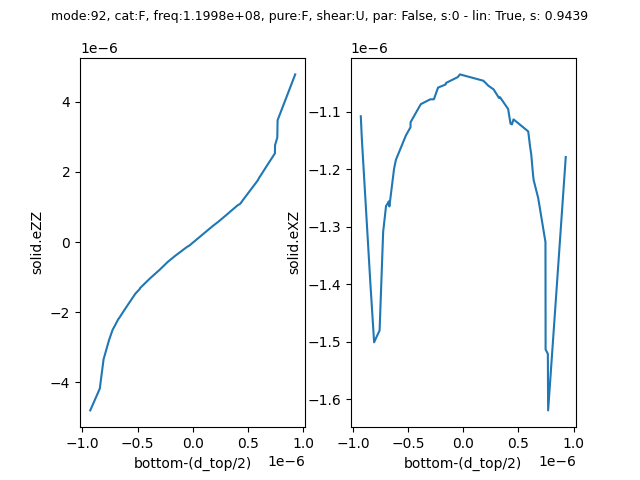 mode:92, cat:F, freq:1.1998e+08, pure:F, shear:U, par: False, s:0 - lin: True, s: 0.9439
1e−6
1e−6
4
2
0
−2
−4
solid.eZZ
−1.1
−1.2
−1.3
−1.4
−1.5
−1.6
solid.eXZ
−1.0 −0.5 0.0 0.5 1.0
−1.0 −0.5 0.0 0.5 1.0
bottom-(d_top/2) 1e−6
bottom-(d_top/2) 1e−6